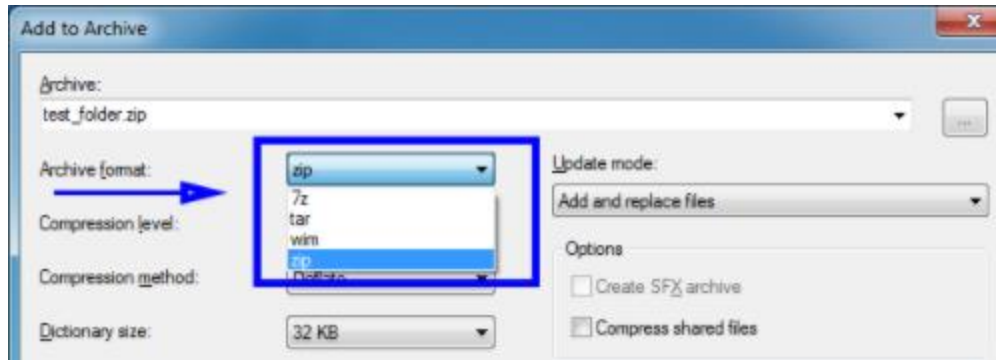 Add to Archive
Archive:
test_folder.zip
...
Archive format:
zip
7z
tar
wim
zip
Compression level:
Compression method:
Deflate
Dictionary size:
32 KB
Update mode:
Add and replace files
Options
Create SFX archive
Compress shared files